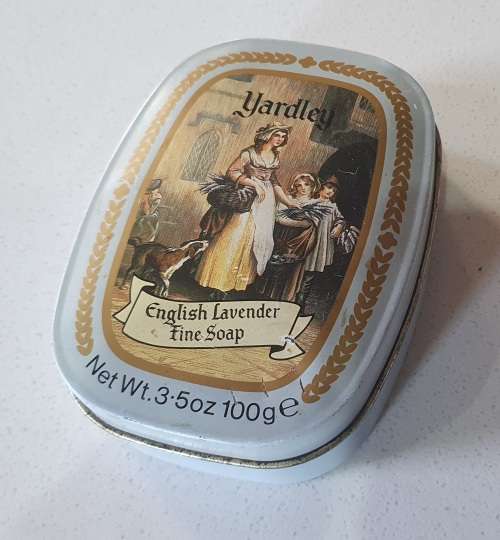 Yardley
English Lavender
Fine Soap
Net Wt. 3·5oz 100g℮